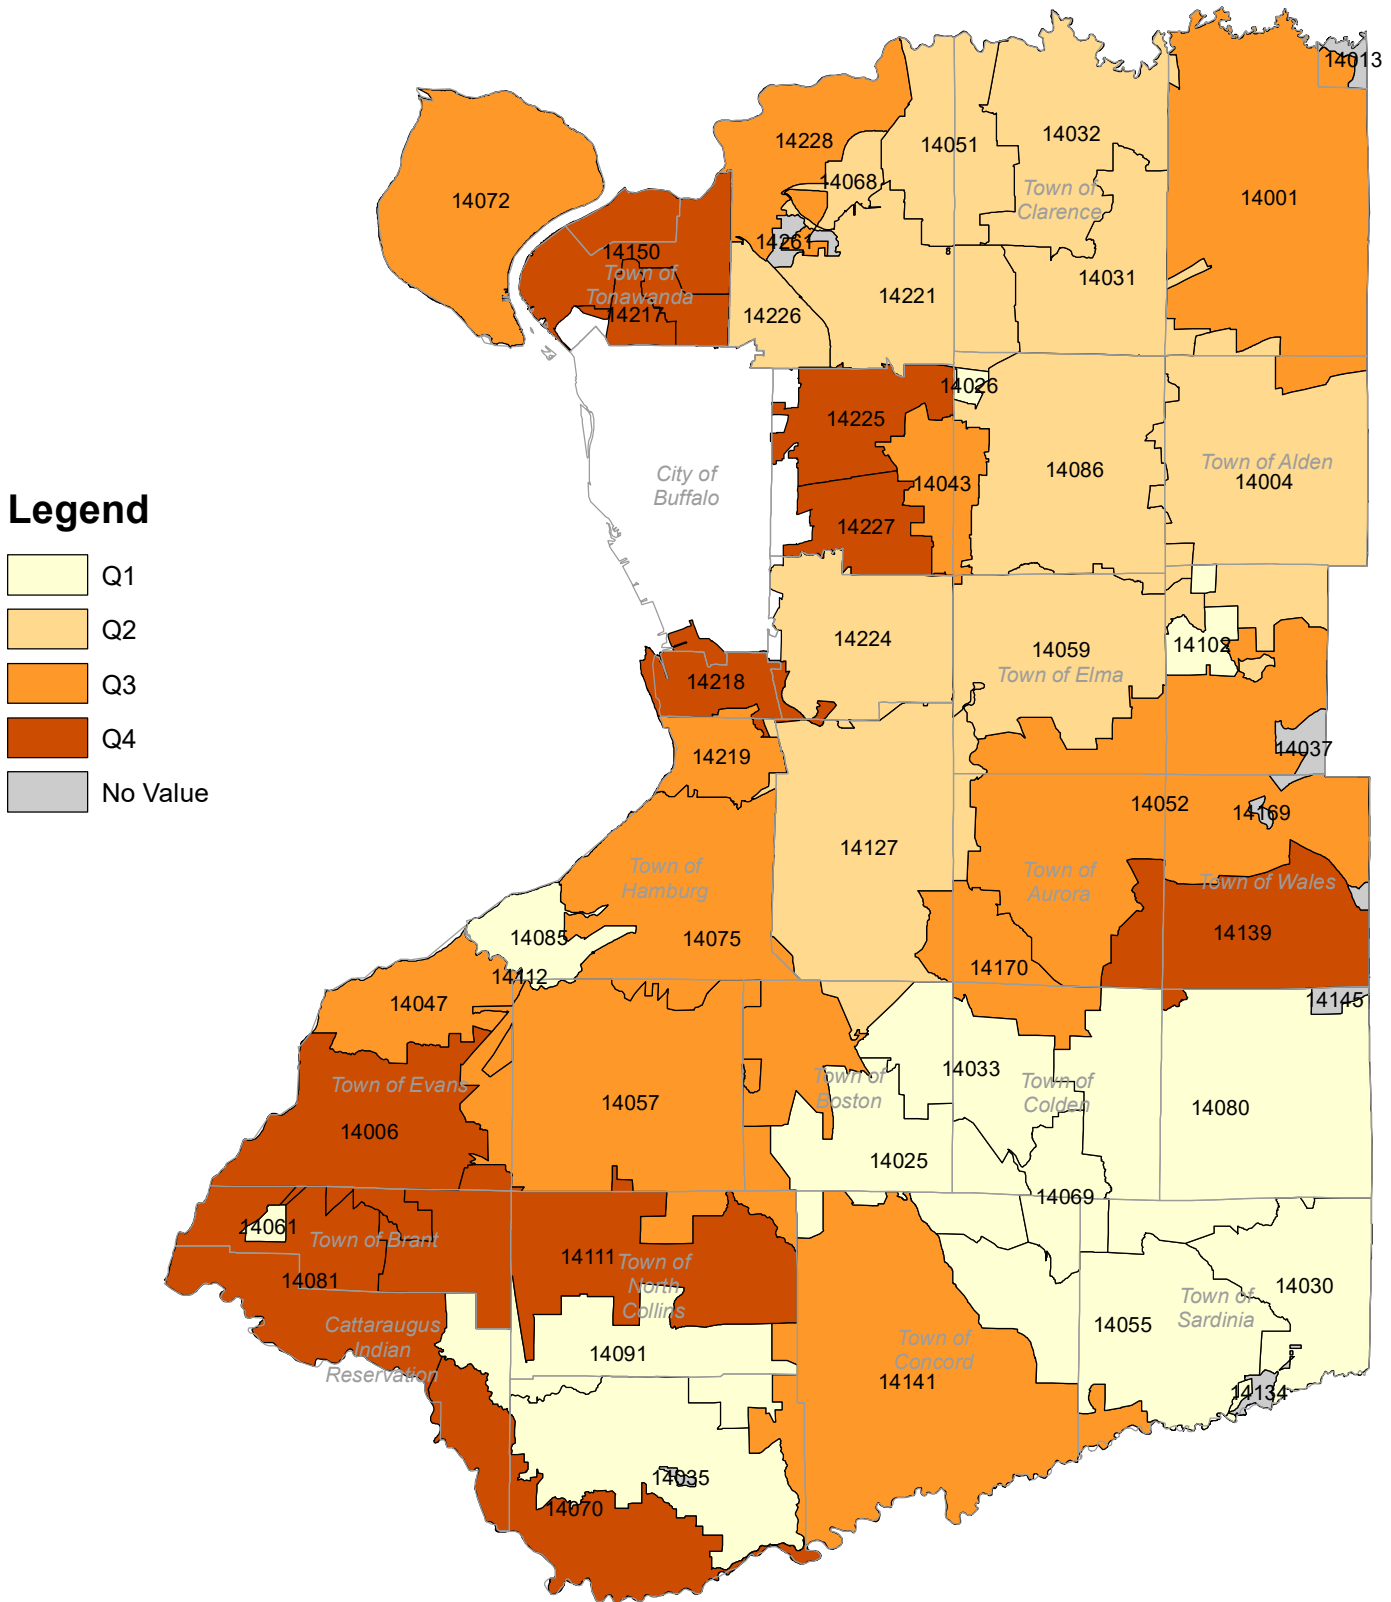 14013
14228
14051
14032
14068
Town of
Clarence
14072
14001
14261
14150
Town of
Tonawanda
14217
14226
14221
14031
14026
14225
City of
Buffalo
14043
14086
Town of Alden
14004
14227
Legend
Q1
Q2
Q3
Q4
No Value
14224
14059
Town of Elma
14102
14218
14219
14037
14052
14169
14127
Town of
Hamburg
Town of
Aurora
Town of Wales
14085
14075
14139
14112
14170
14047
14145
Town of Evans
14057
Town of
Boston
14033
Town of
Colden
14080
14006
14025
14069
14061
Town of Brant
14111
Town of
North
Collins
14081
14030
Town of
Sardinia
14055
Cattaraugus
Indian
Reservation
14091
Town of
Concord
14141
14134
14035
14070